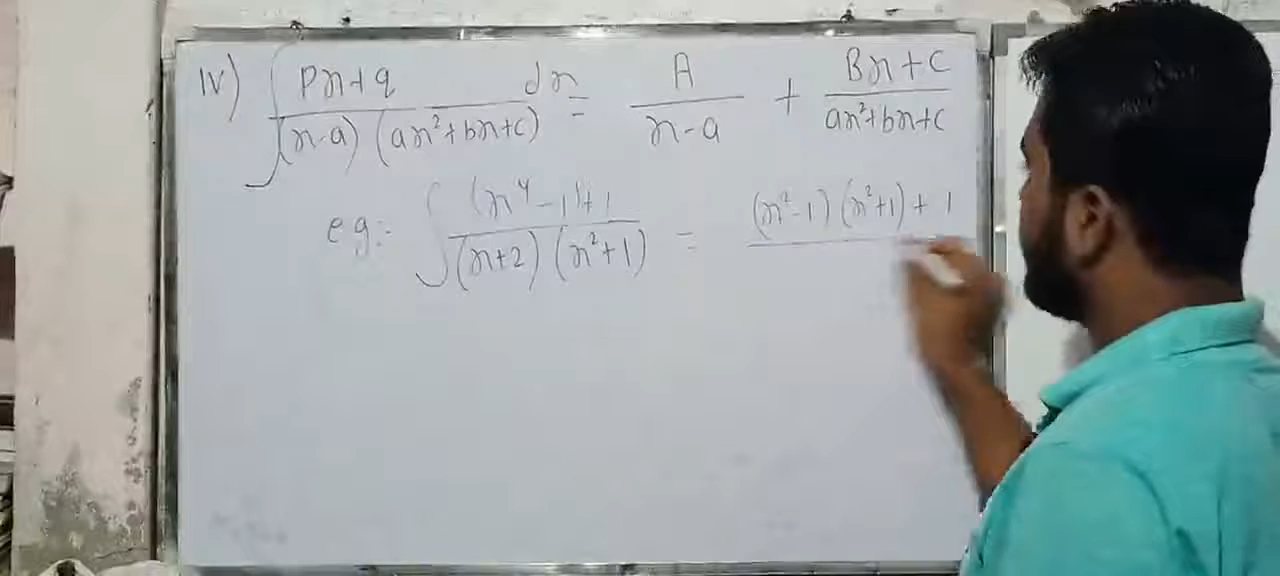 IV) ∫ Px+q / (x-a) (ax²+bx+c) dx = A / x-a + Bx+C / ax²+bx+c
eg:- ∫ (x⁴-1)+1 / (x+2) (x²+1) = (x²-1) (x²+1) + 1